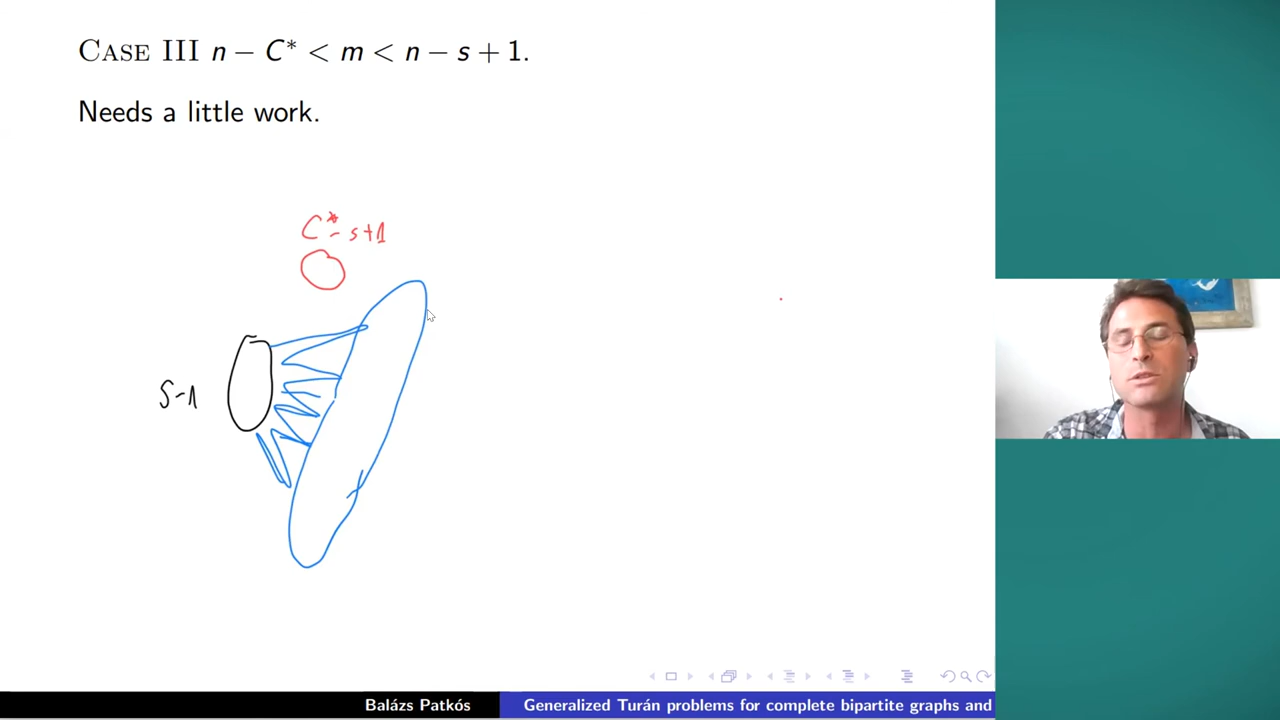 CASE III n − C* < m < n − s + 1.
Needs a little work.
C* - s+1
S-1
Balázs Patkós
Generalized Turán problems for complete bipartite graphs and